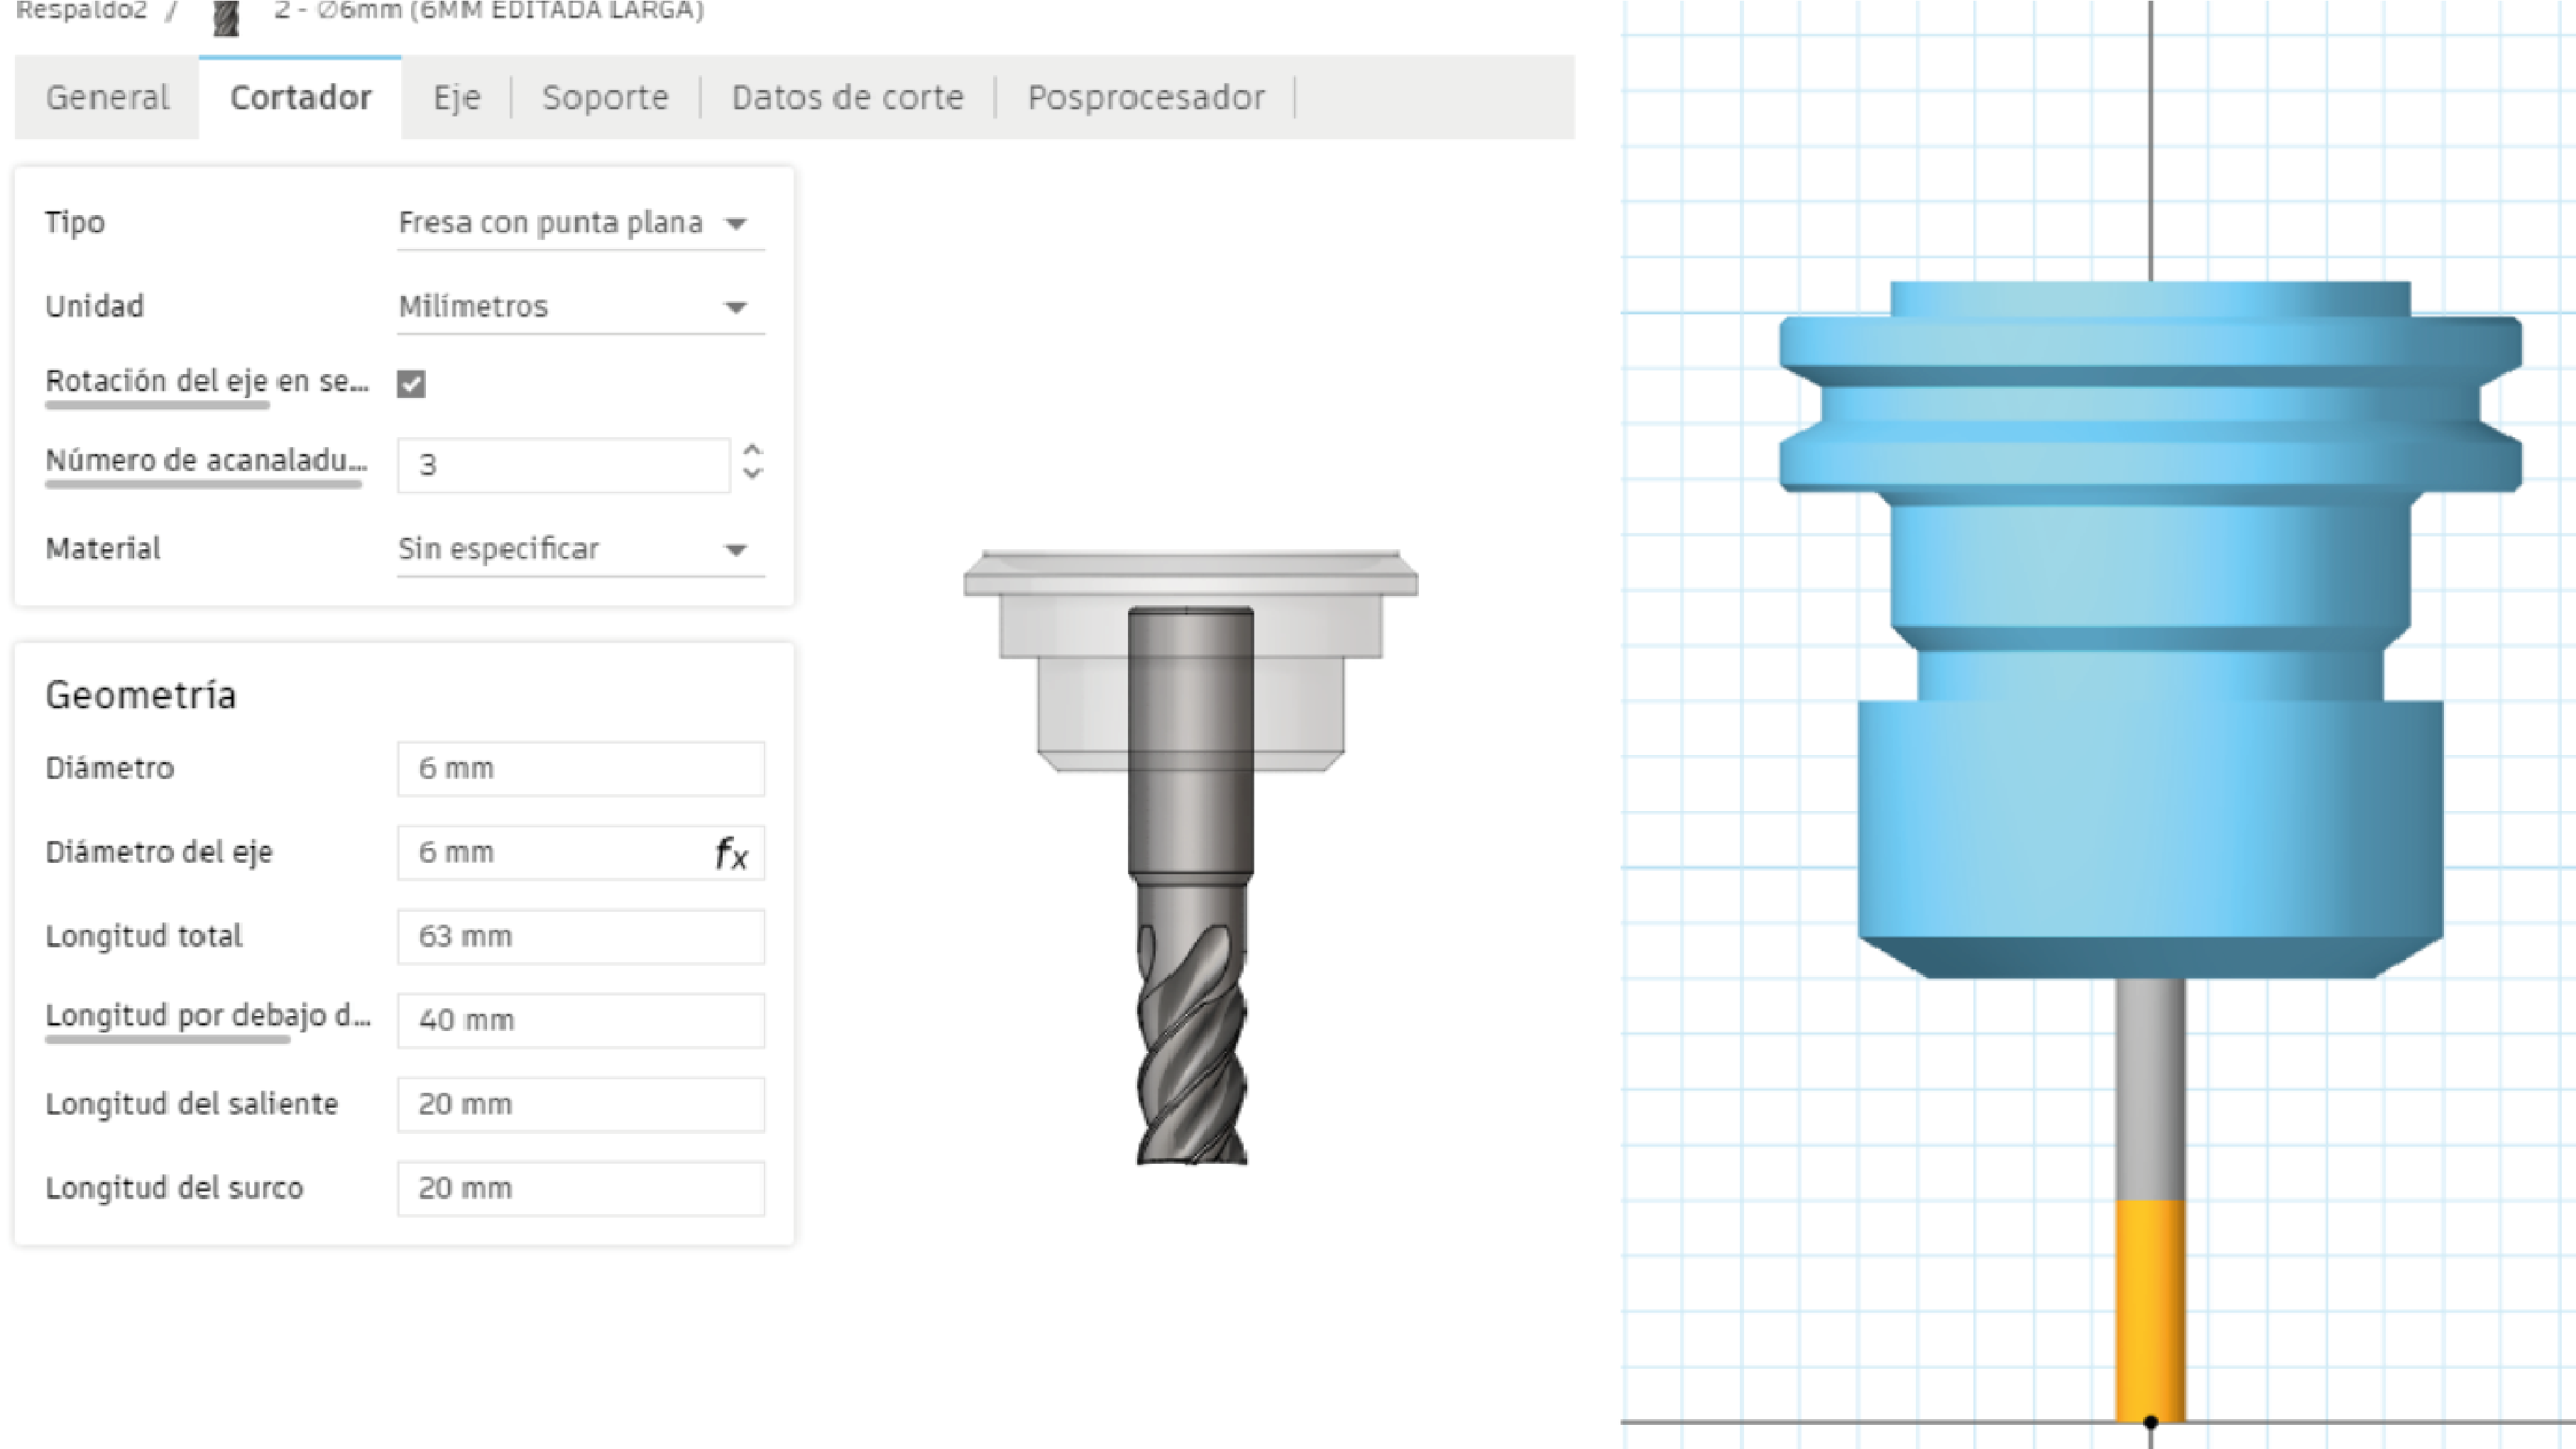 Respaldo2 / 2 - Ø6mm (6MM EDITADA LARGA)
General Cortador Eje Soporte Datos de corte Posprocesador
Tipo Fresa con punta plana
Unidad Milímetros
Rotación del eje en se...
Número de acanaladu... 3
Material Sin especificar
Geometría
Diámetro 6 mm
Diámetro del eje 6 mm fx
Longitud total 63 mm
Longitud por debajo d... 40 mm
Longitud del saliente 20 mm
Longitud del surco 20 mm